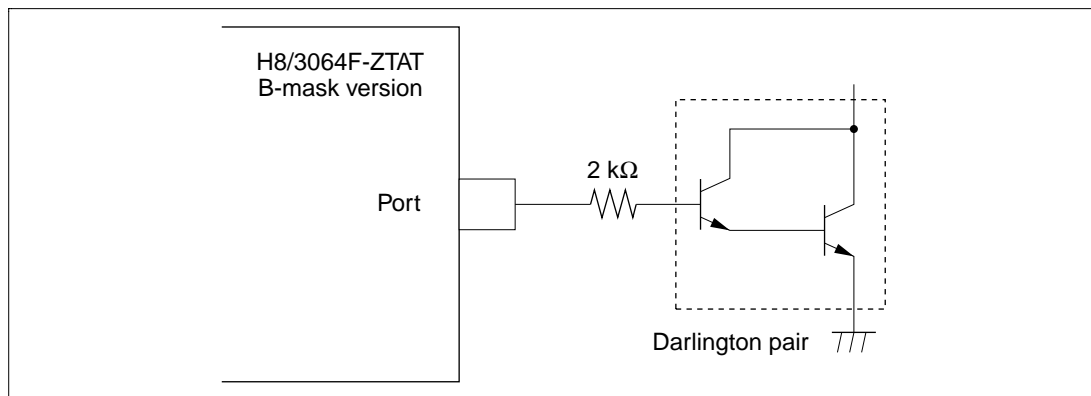 H8/3064F-ZTAT
B-mask version
Port
2 kΩ
Darlington pair